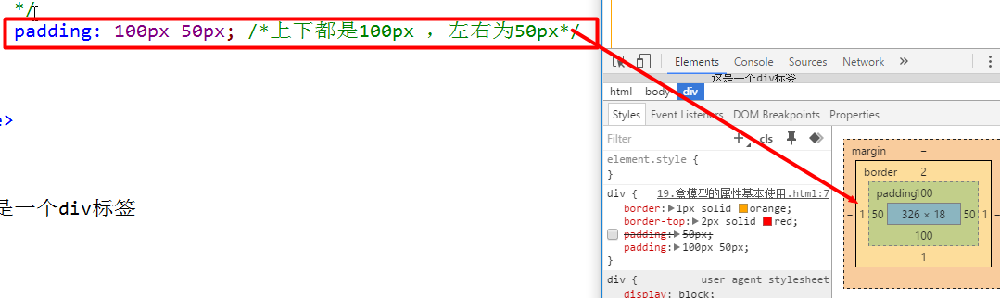 */
padding: 100px 50px; /*上下都是100px ，左右为50px*/
e>
是一个div标签
Elements Console Sources Network »
这是一个div标签
html body div
Styles Event Listeners DOM Breakpoints Properties
Filter + .cls
element.style {
}
div { 19.盒模型的属性基本使用.html:7
border:▶1px solid orange;
border-top:▶2px solid red;
padding:▶50px;
padding:▶100px 50px;
}
div { user agent stylesheet
display: block;
margin –
border 2
padding100
– 1 50 326 × 18 50 1 –
100
1
–